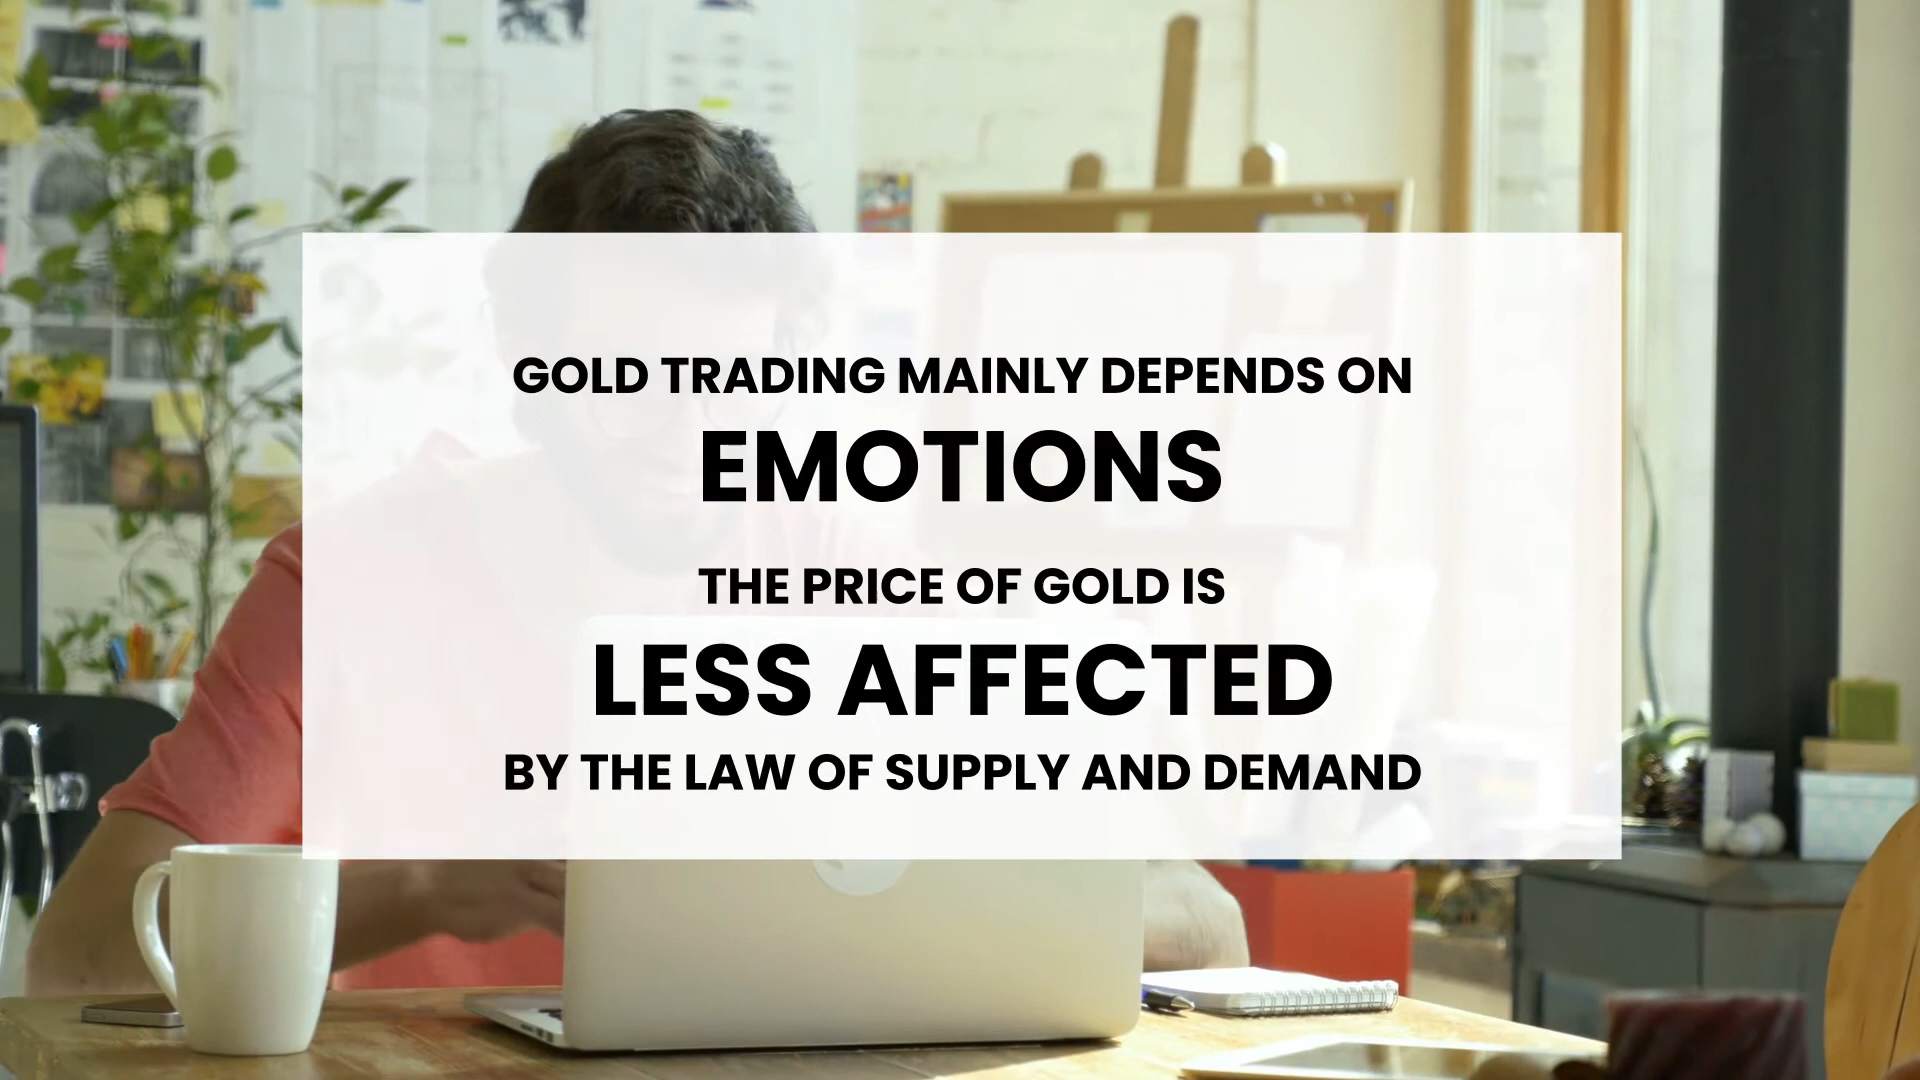 GOLD TRADING MAINLY DEPENDS ON
EMOTIONS
THE PRICE OF GOLD IS
LESS AFFECTED
BY THE LAW OF SUPPLY AND DEMAND